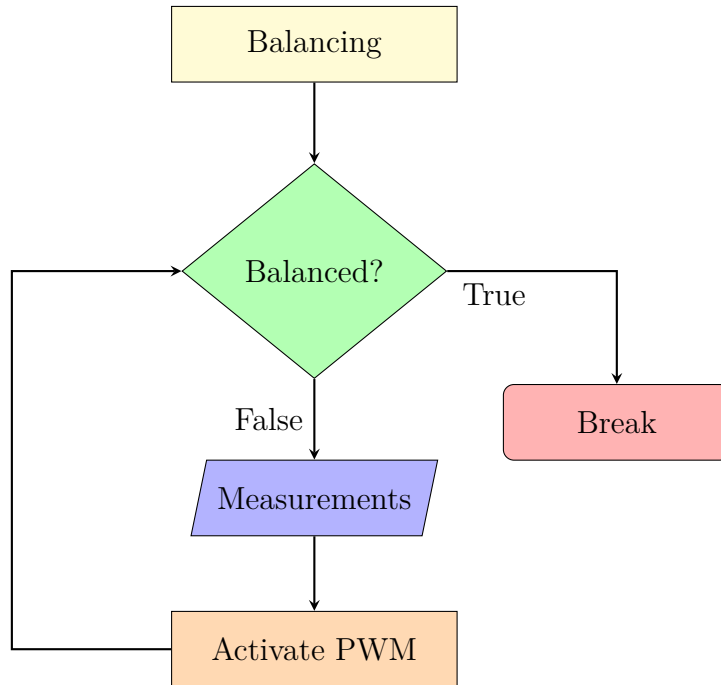 Balancing
Balanced?
True
False
Break
Measurements
Activate PWM